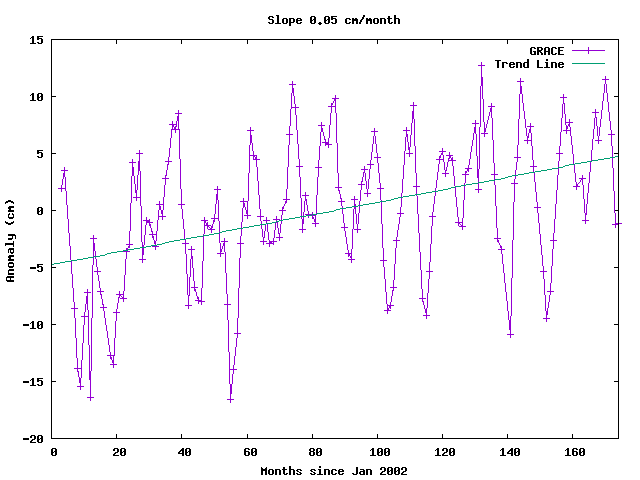 Slope 0.05 cm/month
GRACE
Trend Line
15
10
5
0
-5
-10
-15
-20
Anomaly (cm)
0 20 40 60 80 100 120 140 160
Months since Jan 2002